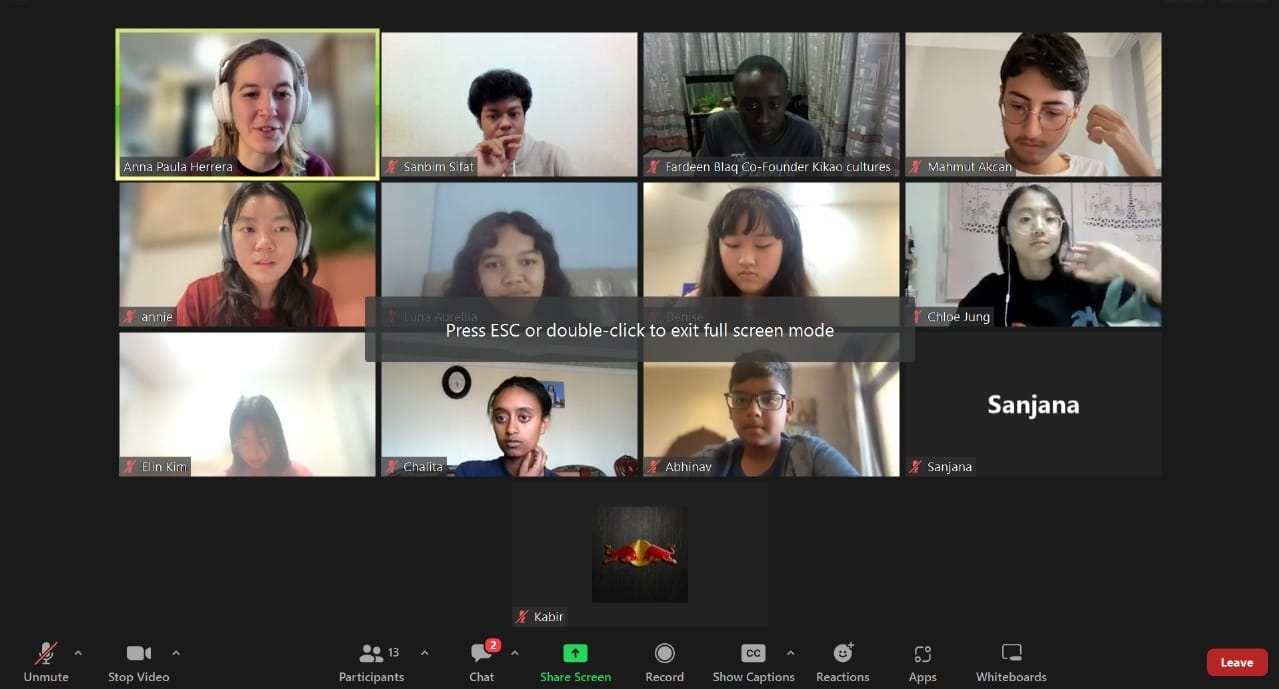 Anna Paula Herrera
Sanbim Sifat
Fardeen Blaq Co-Founder Kikao cultures
Mahmut Akcan
annie
Luna Aurellia
Denise
Chloe Jung
Press ESC or double-click to exit full screen mode
Elin Kim
Chalita
Abhinav
Sanjana
Sanjana
Kabir
Unmute
Stop Video
13
Participants
2
Chat
Share Screen
Record
CC
Show Captions
Reactions
Apps
Whiteboards
Leave